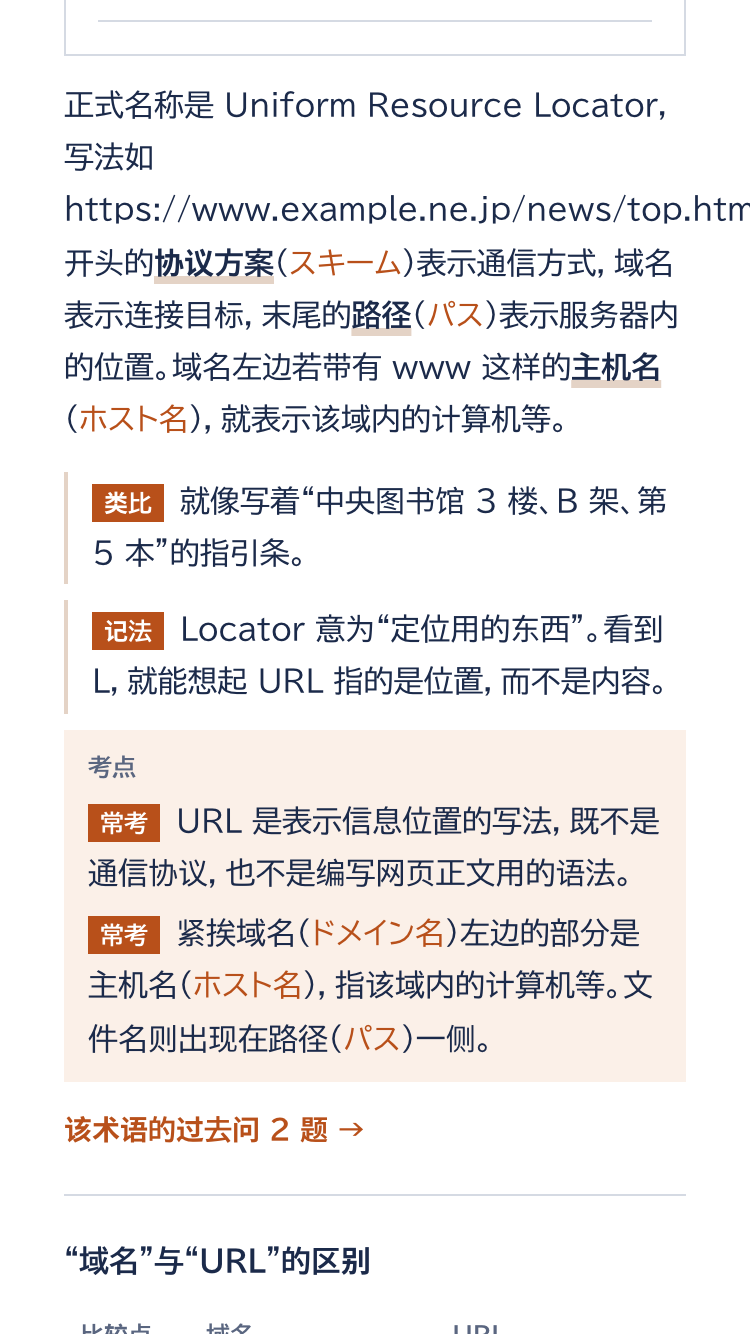 正式名称是 Uniform Resource Locator,
写法如
https://www.example.ne.jp/news/top.htm
开头的协议方案(スキーム)表示通信方式, 域名
表示连接目标, 末尾的路径(パス)表示服务器内
的位置。域名左边若带有 www 这样的主机名
(ホスト名), 就表示该域内的计算机等。
类比 就像写着“中央图书馆 3 楼、B 架、第
5 本”的指引条。
记法 Locator 意为“定位用的东西”。看到
L, 就能想起 URL 指的是位置, 而不是内容。
考点
常考 URL 是表示信息位置的写法, 既不是
通信协议, 也不是编写网页正文用的语法。
常考 紧挨域名(ドメイン名)左边的部分是
主机名(ホスト名), 指该域内的计算机等。文
件名则出现在路径(パス)一侧。
该术语的过去问 2 题 →
“域名”与“URL”的区别
比较点 域名 URL